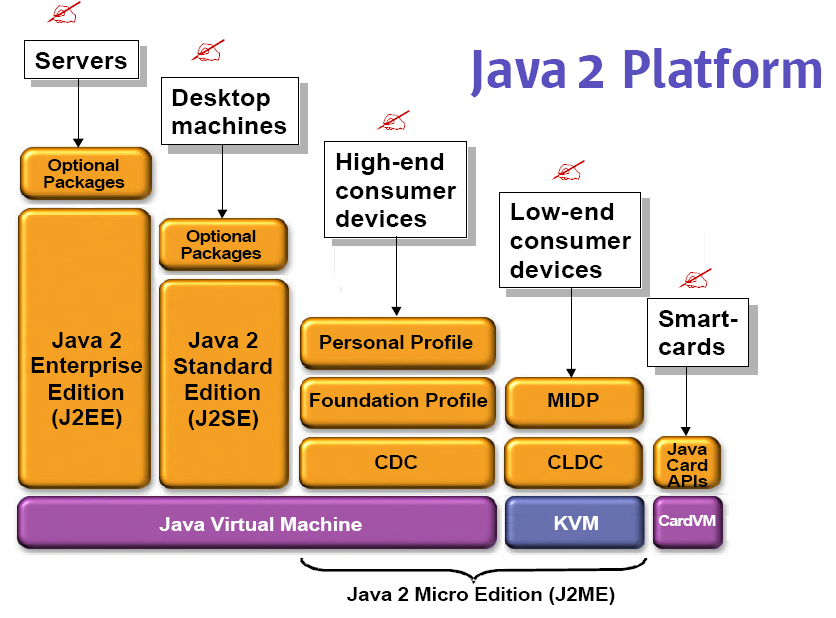 Java 2 Platform
Servers
Desktop
machines
High-end
consumer
devices
Low-end
consumer
devices
Smart-
cards
Optional
Packages
Optional
Packages
Java 2
Enterprise
Edition
(J2EE)
Java 2
Standard
Edition
(J2SE)
Personal Profile
Foundation Profile
CDC
MIDP
CLDC
Java
Card
APIs
Java Virtual Machine
KVM
CardVM
Java 2 Micro Edition (J2ME)